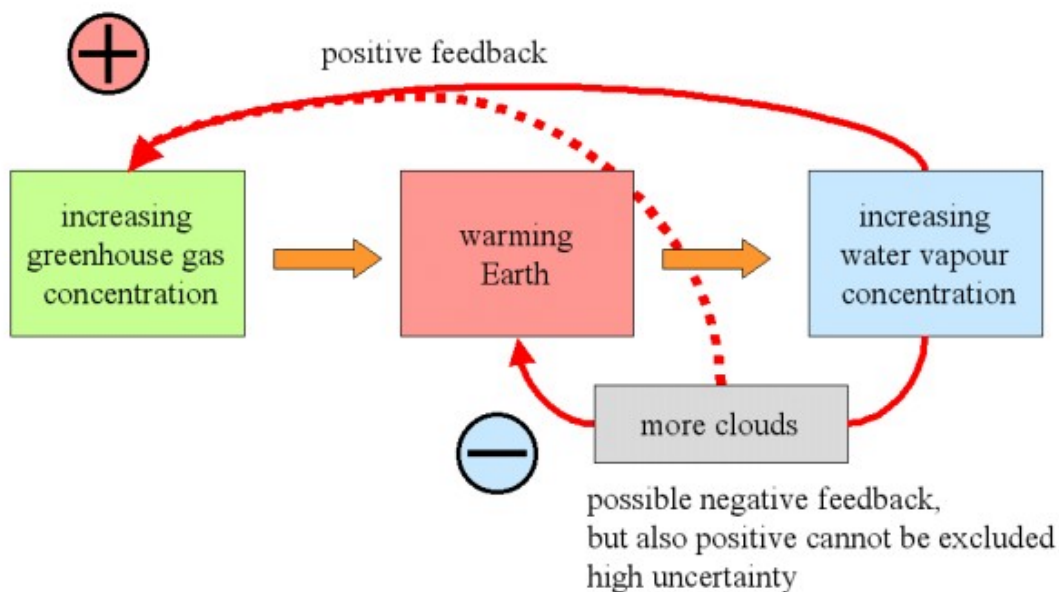 positive feedback
increasing
greenhouse gas
concentration
warming
Earth
increasing
water vapour
concentration
more clouds
possible negative feedback,
but also positive cannot be excluded
high uncertainty